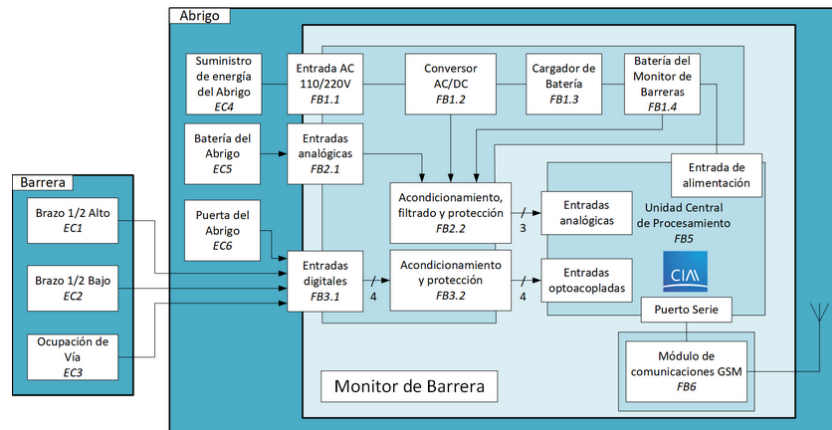 Abrigo
Suministro
de energía
del Abrigo
EC4
Entrada AC
110/220V
FB1.1
Conversor
AC/DC
FB1.2
Cargador de
Batería
FB1.3
Batería del
Monitor de
Barreras
FB1.4
Batería del
Abrigo
EC5
Entradas
analógicas
FB2.1
Entrada de
alimentación
Barrera
Brazo 1/2 Alto
EC1
Puerta del
Abrigo
EC6
Acondicionamiento,
filtrado y protección
FB2.2
3
Entradas
analógicas
Unidad Central
de Procesamiento
FB5
Brazo 1/2 Bajo
EC2
Entradas
digitales
FB3.1
4
Acondicionamiento
y protección
FB3.2
4
Entradas
optoacopladas
CIAA
Puerto Serie
Ocupación de
Vía
EC3
Monitor de Barrera
Módulo de
comunicaciones GSM
FB6